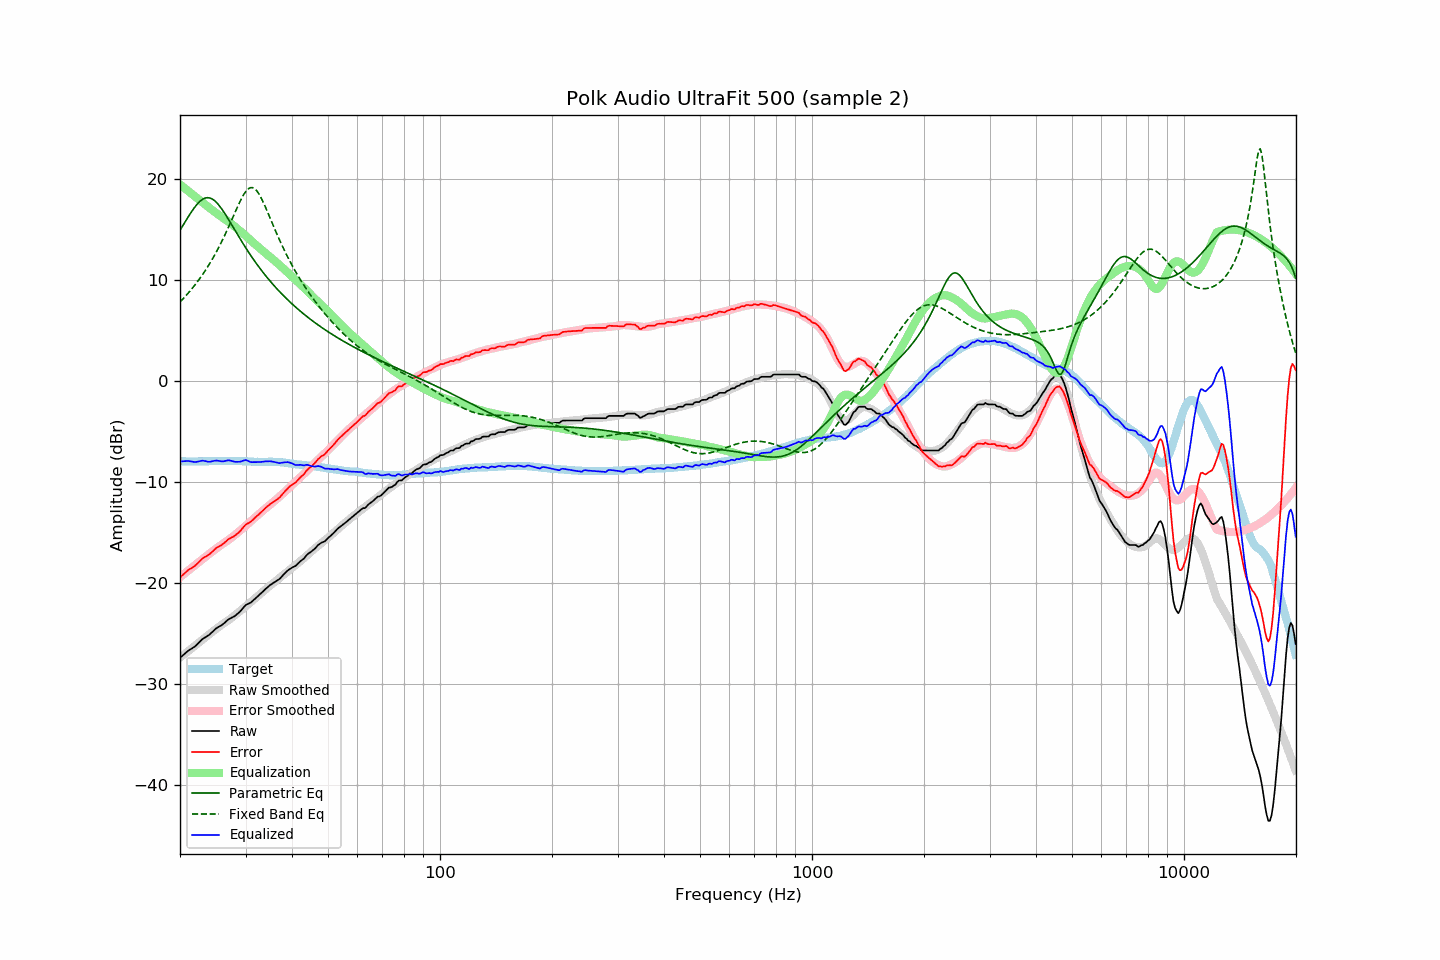 Polk Audio UltraFit 500 (sample 2)
Amplitude (dBr)
20
10
0
−10
−20
−30
−40
Target
Raw Smoothed
Error Smoothed
Raw
Error
Equalization
Parametric Eq
Fixed Band Eq
Equalized
100
1000
10000
Frequency (Hz)